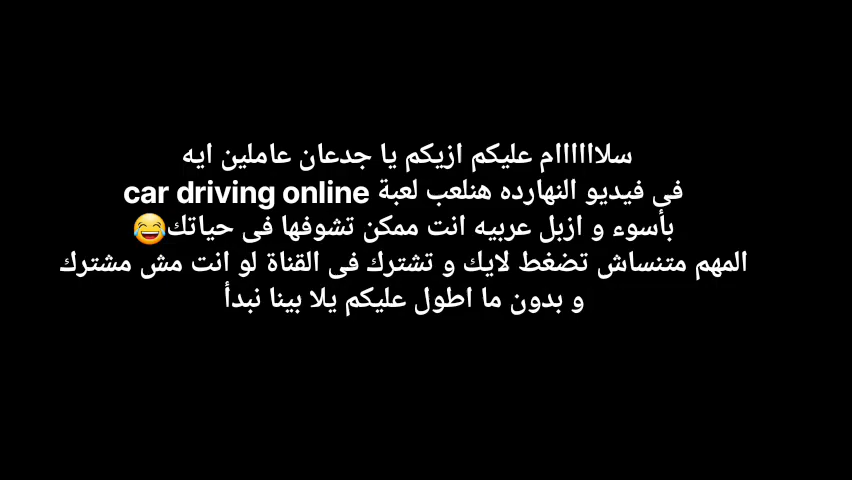 سلااااااام عليكم ازيكم يا جدعان عاملين ايه
فى فيديو النهارده هنلعب لعبة car driving online
بأسوء و ازبل عربيه انت ممكن تشوفها فى حياتك😂
المهم متنساش تضغط لايك و تشترك فى القناة لو انت مش مشترك
و بدون ما اطول عليكم يلا بينا نبدأ